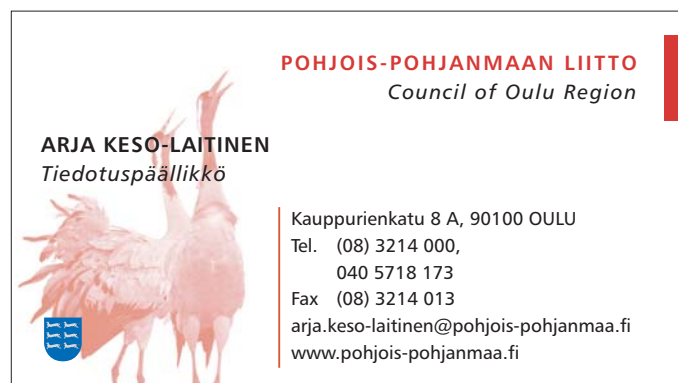 POHJOIS-POHJANMAAN LIITTO
Council of Oulu Region
ARJA KESO-LAITINEN
Tiedotuspäällikkö
Kauppurienkatu 8 A, 90100 OULU
Tel. (08) 3214 000,
040 5718 173
Fax (08) 3214 013
arja.keso-laitinen@pohjois-pohjanmaa.fi
www.pohjois-pohjanmaa.fi